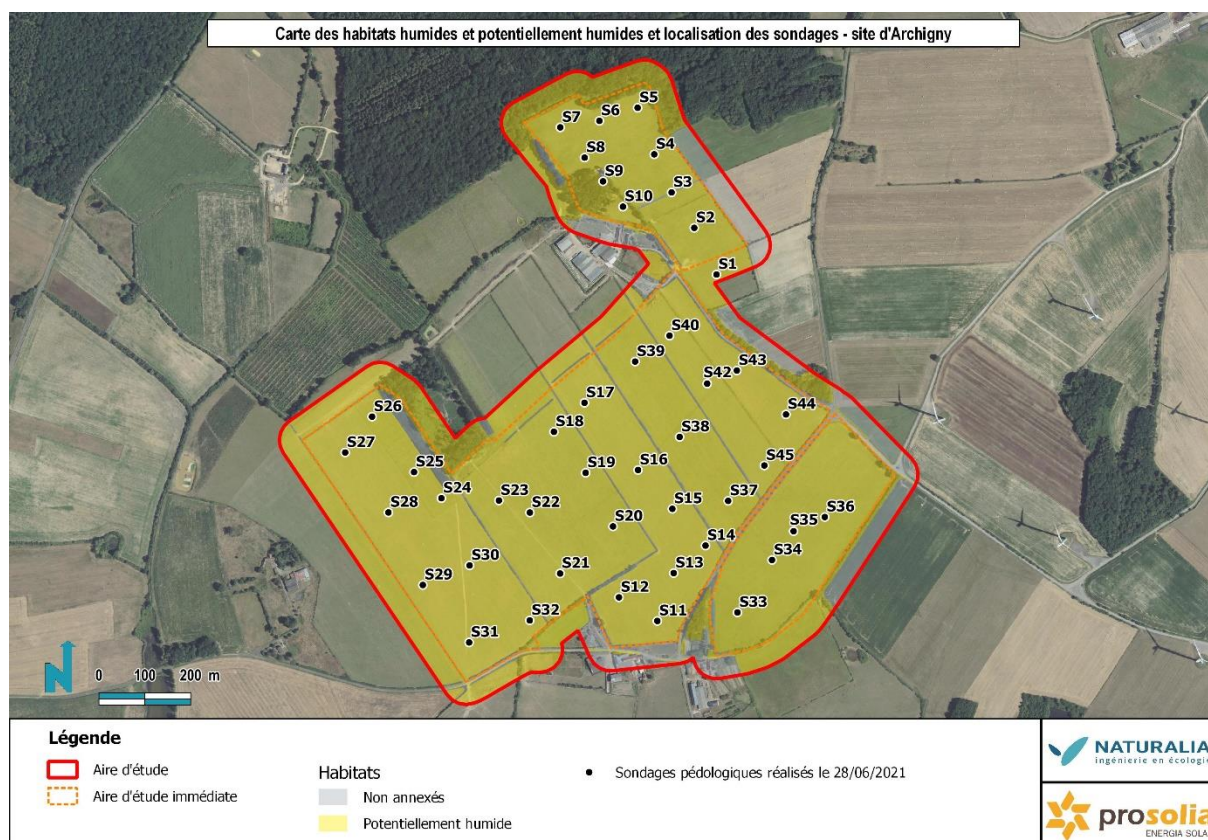 Carte des habitats humides et potentiellement humides et localisation des sondages - site d'Archigny
S5
S6
S7
S4
S8
S9
S3
S10
S2
S1
S40
S39
S43
S42
S17
S44
S26
S18
S38
S27
S45
S16
S25
S19
S24
S23
S37
S28
S22
S15
S36
S20
S35
S14
S34
S30
S13
S21
S29
S12
S33
S32
S11
S31
N
0 100 200 m
Légende
Aire d'étude
Aire d'étude immédiate
Habitats
Non annexés
Potentiellement humide
Sondages pédologiques réalisés le 28/06/2021
NATURALIA
ingénierie en écologie
prosolia
ENERGIA SOLA